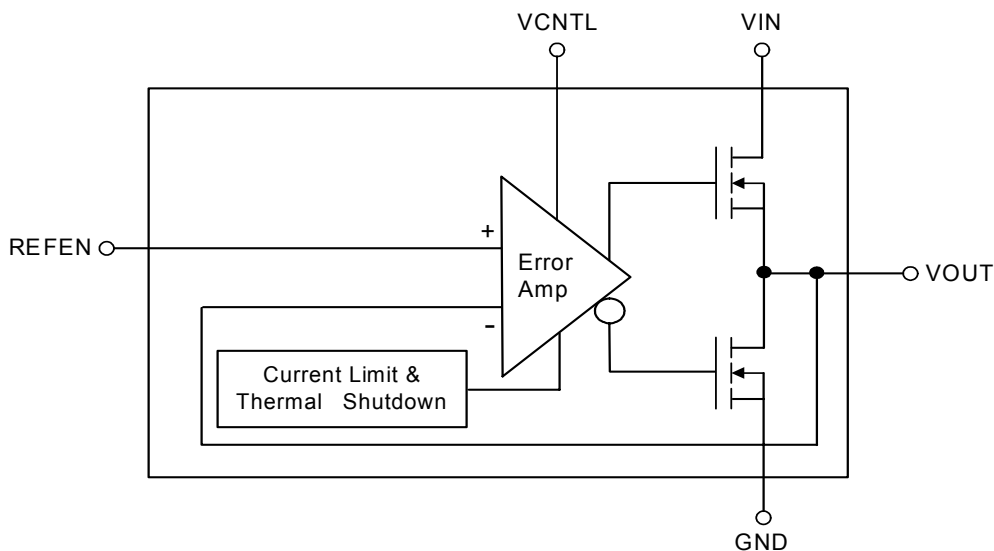 VCNTL
VIN
REFEN
+
Error
Amp
-
VOUT
Current Limit &
Thermal Shutdown
GND